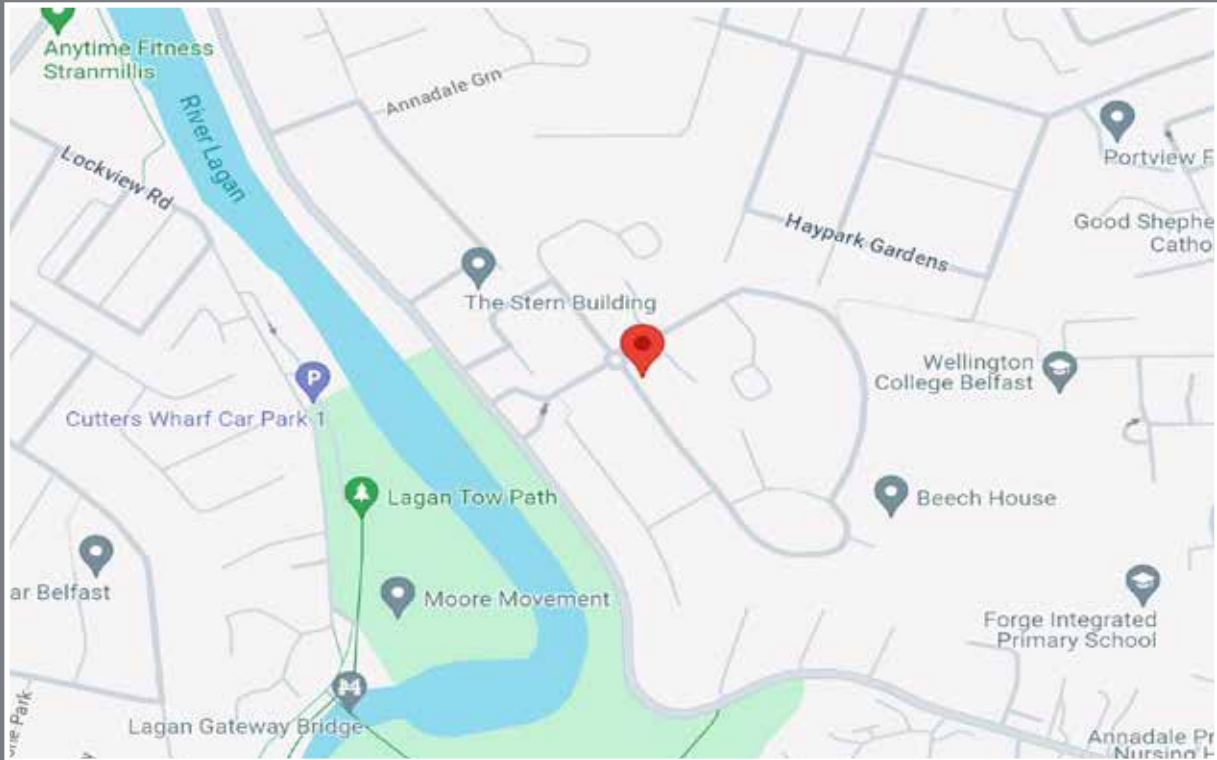 Anytime Fitness
Stranmillis
Annadale Grn
River Lagan
Lockview Rd
Portview F
Good Shephe
Catho
Haypark Gardens
The Stern Building
Wellington
College Belfast
P
Cutters Wharf Car Park 1
Lagan Tow Path
Beech House
ar Belfast
Moore Movement
Forge Integrated
Primary School
Lagan Gateway Bridge
Annadale Pr
Nursing H
Park